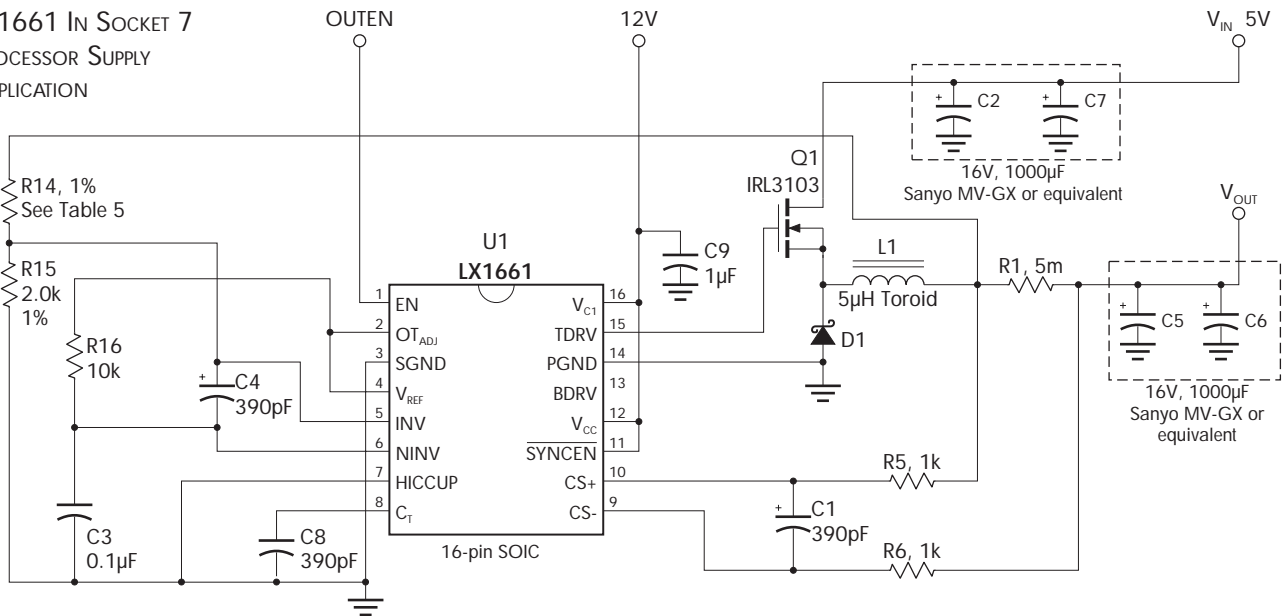 1661 IN SOCKET 7
OCESSOR SUPPLY
PLICATION
OUTEN
12V
VIN 5V
+
C2
+
C7
16V, 1000µF
Sanyo MV-GX or equivalent
R14, 1%
See Table 5
R15
2.0k
1%
R16
10k
+
C4
390pF
C3
0.1µF
C8
390pF
U1
LX1661
1 EN
2 OTADJ
3 SGND
4 VREF
5 INV
6 NINV
7 HICCUP
8 CT
VC1 16
TDRV 15
PGND 14
BDRV 13
VCC 12
SYNCEN 11
CS+ 10
CS- 9
16-pin SOIC
C9
1µF
Q1
IRL3103
L1
5µH Toroid
D1
R1, 5m
VOUT
+
C5
+
C6
16V, 1000µF
Sanyo MV-GX or
equivalent
R5, 1k
+
C1
390pF
R6, 1k